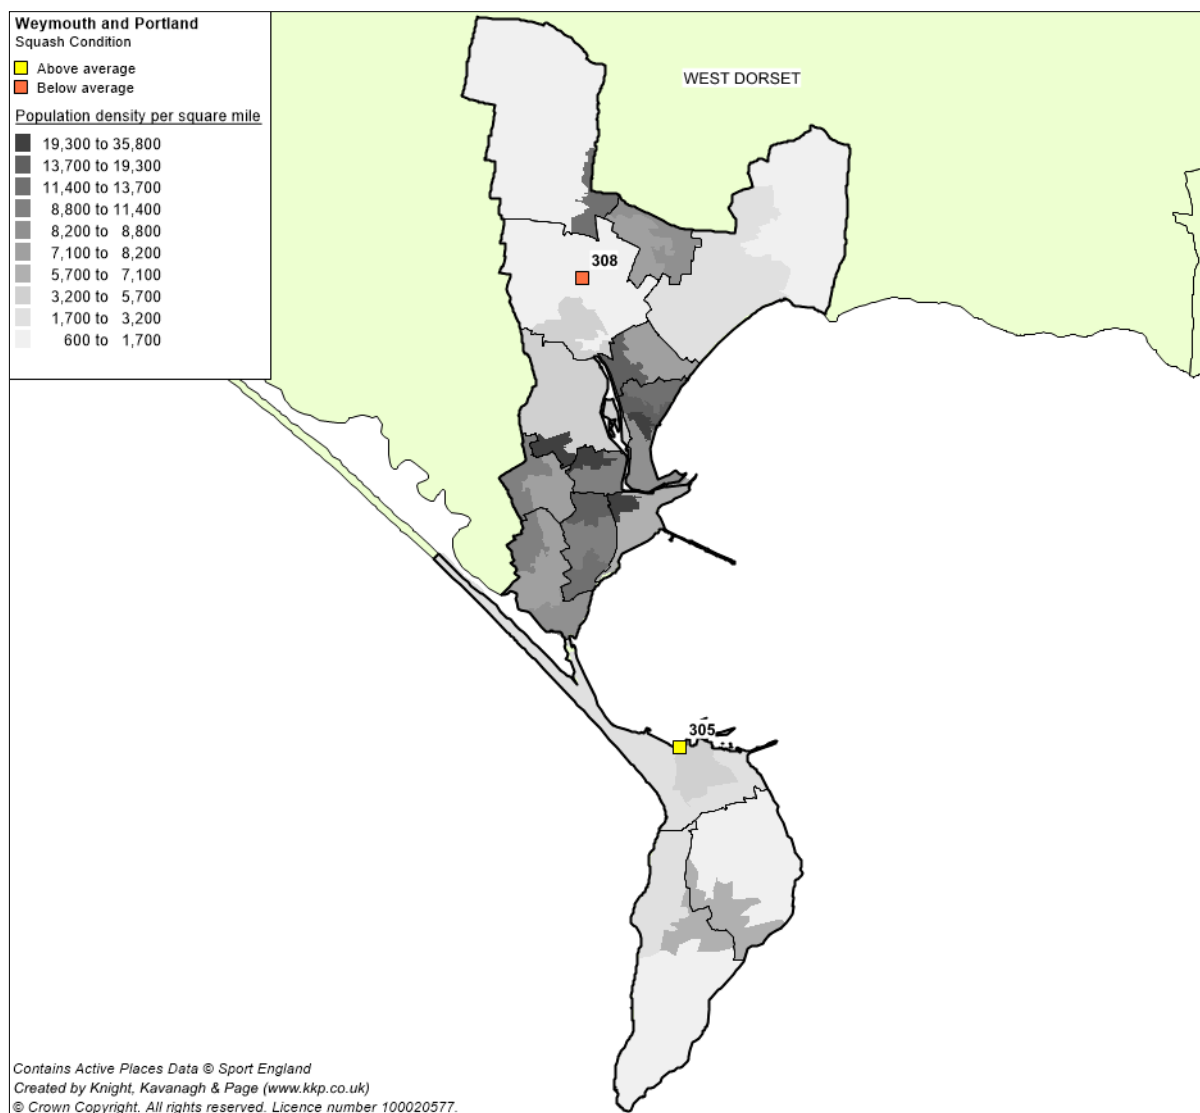 Weymouth and Portland
Squash Condition
Above average
Below average
Population density per square mile
19,300 to 35,800
13,700 to 19,300
11,400 to 13,700
8,800 to 11,400
8,200 to 8,800
7,100 to 8,200
5,700 to 7,100
3,200 to 5,700
1,700 to 3,200
600 to 1,700
WEST DORSET
308
305
Contains Active Places Data © Sport England
Created by Knight, Kavanagh & Page (www.kkp.co.uk)
© Crown Copyright. All rights reserved. Licence number 100020577.